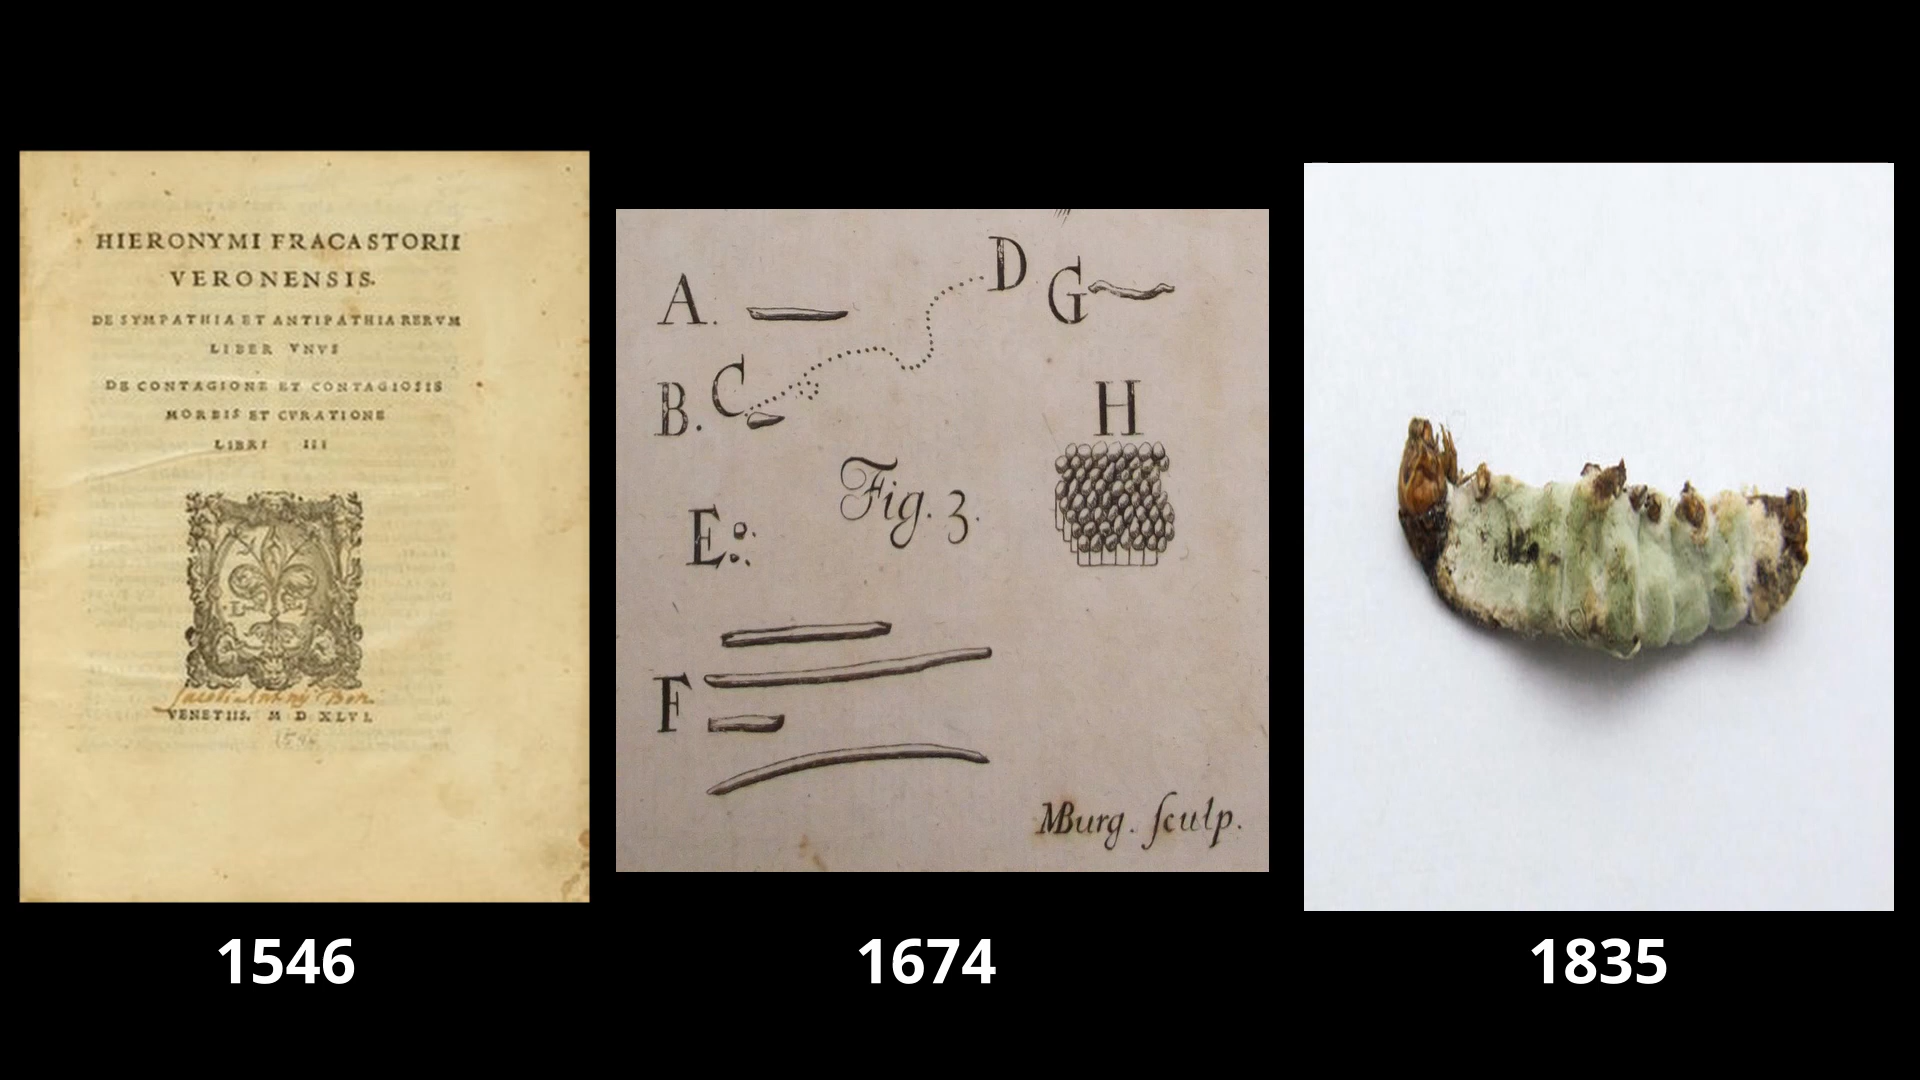 HIERONYMI FRACASTORII
VERONENSIS.
DE SYMPATHIA ET ANTIPATHIA RERVM
LIBER VNVS
DE CONTAGIONE ET CONTAGIOSIS
MORBIS ET CVRATIONE
LIBRI III
VENETIIS. M D XLVI.
A.
B.
C
D
G
H
E
Fig. 3.
F
MBurg. sculp.
1546
1674
1835